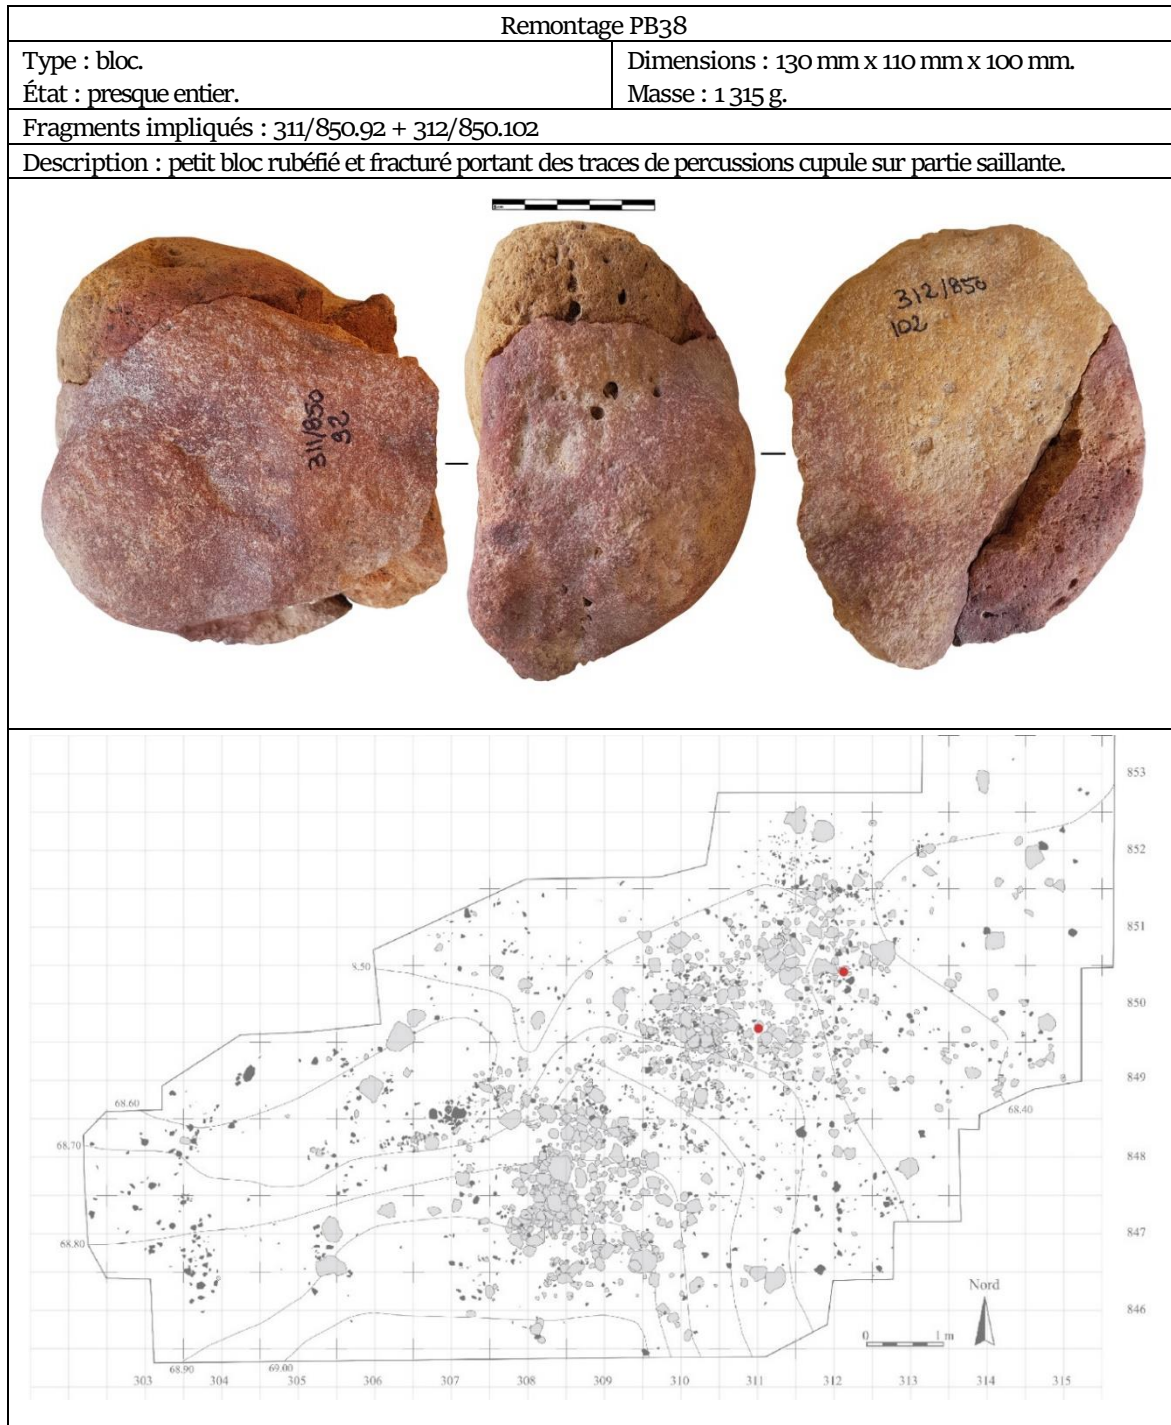 Remontage PB38
Type : bloc.
État : presque entier.
Dimensions : 130 mm x 110 mm x 100 mm.
Masse : 1 315 g.
Fragments impliqués : 311/850.92 + 312/850.102
Description : petit bloc rubéfié et fracturé portant des traces de percussions cupule sur partie saillante.
311/850
92
312/850
102
853
852
851
8.50
850
849
68.60
68.40
68.70
848
847
68.80
Nord
846
0 1 m
68.90 69.00
303 304 305 306 307 308 309 310 311 312 313 314 315